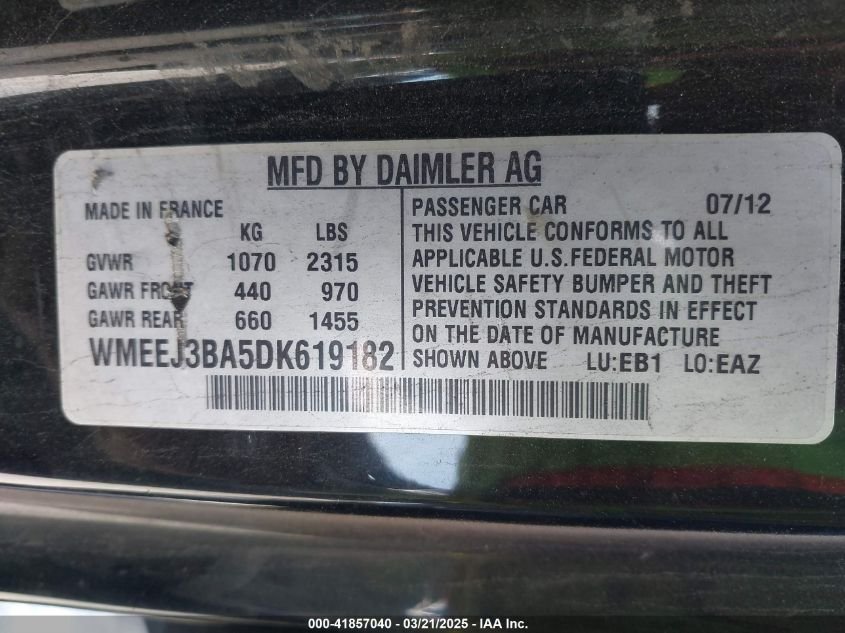 MFD BY DAIMLER AG
MADE IN FRANCE
KG LBS
GVWR 1070 2315
GAWR FRONT 440 970
GAWR REAR 660 1455
WMEEJ3BA5DK619182
PASSENGER CAR 07/12
THIS VEHICLE CONFORMS TO ALL
APPLICABLE U.S.FEDERAL MOTOR
VEHICLE SAFETY BUMPER AND THEFT
PREVENTION STANDARDS IN EFFECT
ON THE DATE OF MANUFACTURE
SHOWN ABOVE LU:EB1 LO:EAZ
000-41857040 - 03/21/2025 - IAA Inc.